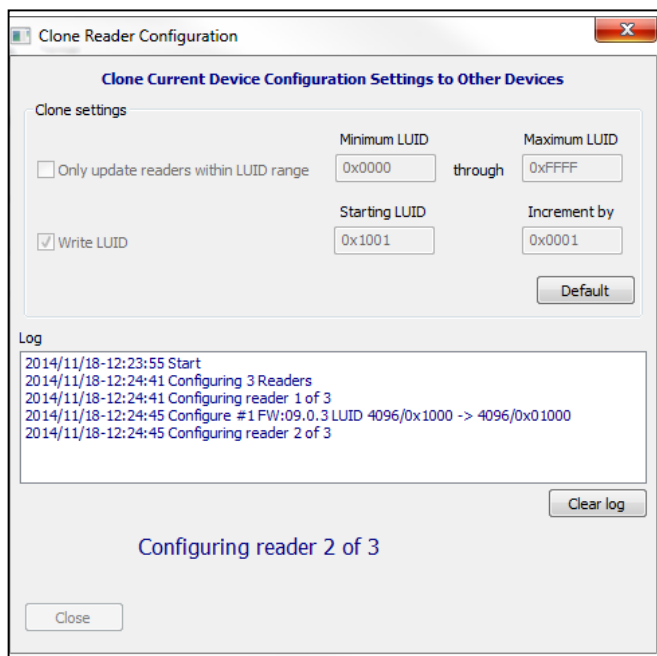 Clone Reader Configuration
X
Clone Current Device Configuration Settings to Other Devices
Clone settings
Minimum LUID Maximum LUID
Only update readers within LUID range 0x0000 through 0xFFFF
Starting LUID Increment by
Write LUID 0x1001 0x0001
Default
Log
2014/11/18-12:23:55 Start
2014/11/18-12:24:41 Configuring 3 Readers
2014/11/18-12:24:41 Configuring reader 1 of 3
2014/11/18-12:24:45 Configure #1 FW:09.0.3 LUID 4096/0x1000 -> 4096/0x01000
2014/11/18-12:24:45 Configuring reader 2 of 3
Clear log
Configuring reader 2 of 3
Close